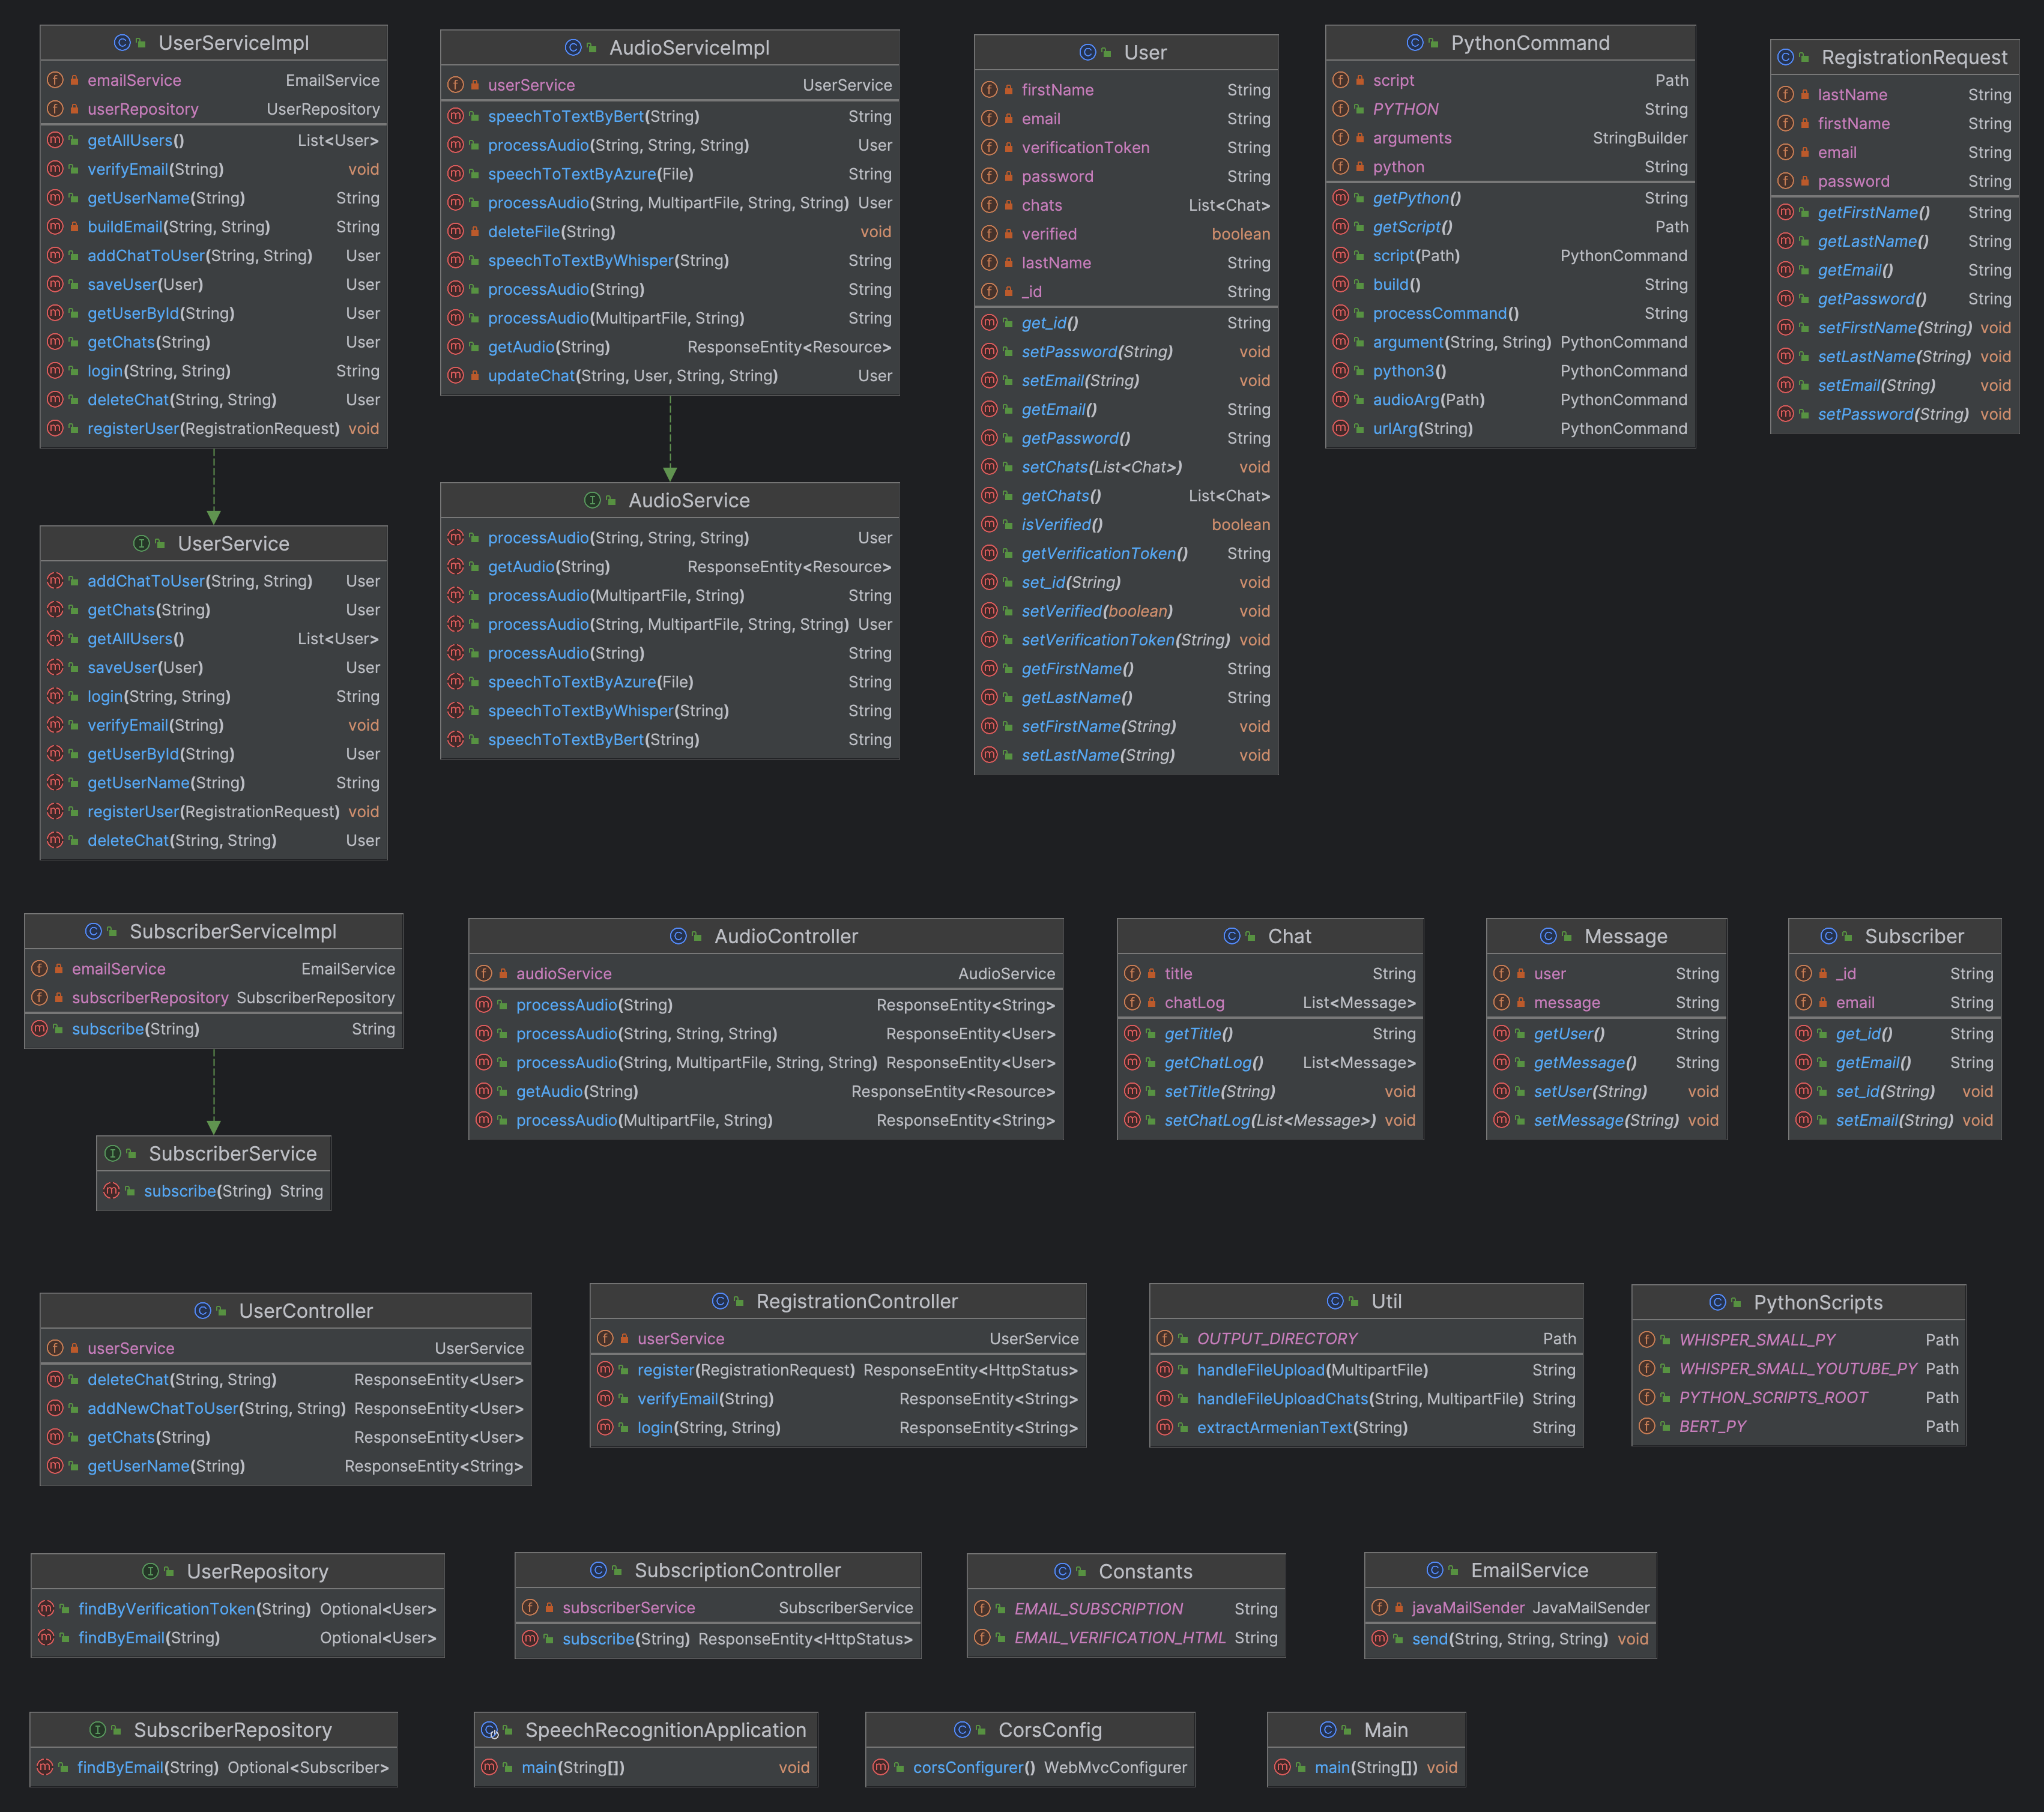 UserServiceImpl
emailService EmailService
userRepository UserRepository
getAllUsers() List<User>
verifyEmail(String) void
getUserName(String) String
buildEmail(String, String) String
addChatToUser(String, String) User
saveUser(User) User
getUserById(String) User
getChats(String) User
login(String, String) String
deleteChat(String, String) User
registerUser(RegistrationRequest) void
AudioServiceImpl
userService UserService
speechToTextByBert(String) String
processAudio(String, String, String) User
speechToTextByAzure(File) String
processAudio(String, MultipartFile, String, String) User
deleteFile(String) void
speechToTextByWhisper(String) String
processAudio(String) String
processAudio(MultipartFile, String) String
getAudio(String) ResponseEntity<Resource>
updateChat(String, User, String, String) User
User
firstName String
email String
verificationToken String
password String
chats List<Chat>
verified boolean
lastName String
_id String
get_id() String
setPassword(String) void
setEmail(String) void
getEmail() String
getPassword() String
setChats(List<Chat>) void
getChats() List<Chat>
isVerified() boolean
getVerificationToken() String
set_id(String) void
setVerified(boolean) void
setVerificationToken(String) void
getFirstName() String
getLastName() String
setFirstName(String) void
setLastName(String) void
PythonCommand
script Path
PYTHON String
arguments StringBuilder
python String
getPython() String
getScript() Path
script(Path) PythonCommand
build() String
processCommand() String
argument(String, String) PythonCommand
python3() PythonCommand
audioArg(Path) PythonCommand
urlArg(String) PythonCommand
RegistrationRequest
lastName String
firstName String
email String
password String
getFirstName() String
getLastName() String
getEmail() String
getPassword() String
setFirstName(String) void
setLastName(String) void
setEmail(String) void
setPassword(String) void
UserService
addChatToUser(String, String) User
getChats(String) User
getAllUsers() List<User>
saveUser(User) User
login(String, String) String
verifyEmail(String) void
getUserById(String) User
getUserName(String) String
registerUser(RegistrationRequest) void
deleteChat(String, String) User
AudioService
processAudio(String, String, String) User
getAudio(String) ResponseEntity<Resource>
processAudio(MultipartFile, String) String
processAudio(String, MultipartFile, String, String) User
processAudio(String) String
speechToTextByAzure(File) String
speechToTextByWhisper(String) String
speechToTextByBert(String) String
SubscriberServiceImpl
emailService EmailService
subscriberRepository SubscriberRepository
subscribe(String) String
AudioController
audioService AudioService
processAudio(String) ResponseEntity<String>
processAudio(String, String, String) ResponseEntity<User>
processAudio(String, MultipartFile, String, String) ResponseEntity<User>
getAudio(String) ResponseEntity<Resource>
processAudio(MultipartFile, String) ResponseEntity<String>
Chat
title String
chatLog List<Message>
getTitle() String
getChatLog() List<Message>
setTitle(String) void
setChatLog(List<Message>) void
Message
user String
message String
getUser() String
getMessage() String
setUser(String) void
setMessage(String) void
Subscriber
_id String
email String
get_id() String
getEmail() String
set_id(String) void
setEmail(String) void
SubscriberService
subscribe(String) String
UserController
userService UserService
deleteChat(String, String) ResponseEntity<User>
addNewChatToUser(String, String) ResponseEntity<User>
getChats(String) ResponseEntity<User>
getUserName(String) ResponseEntity<String>
RegistrationController
userService UserService
register(RegistrationRequest) ResponseEntity<HttpStatus>
verifyEmail(String) ResponseEntity<String>
login(String, String) ResponseEntity<String>
Util
OUTPUT_DIRECTORY Path
handleFileUpload(MultipartFile) String
handleFileUploadChats(String, MultipartFile) String
extractArmenianText(String) String
PythonScripts
WHISPER_SMALL_PY Path
WHISPER_SMALL_YOUTUBE_PY Path
PYTHON_SCRIPTS_ROOT Path
BERT_PY Path
UserRepository
findByVerificationToken(String) Optional<User>
findByEmail(String) Optional<User>
SubscriptionController
subscriberService SubscriberService
subscribe(String) ResponseEntity<HttpStatus>
Constants
EMAIL_SUBSCRIPTION String
EMAIL_VERIFICATION_HTML String
EmailService
javaMailSender JavaMailSender
send(String, String, String) void
SubscriberRepository
findByEmail(String) Optional<Subscriber>
SpeechRecognitionApplication
main(String[]) void
CorsConfig
corsConfigurer() WebMvcConfigurer
Main
main(String[]) void